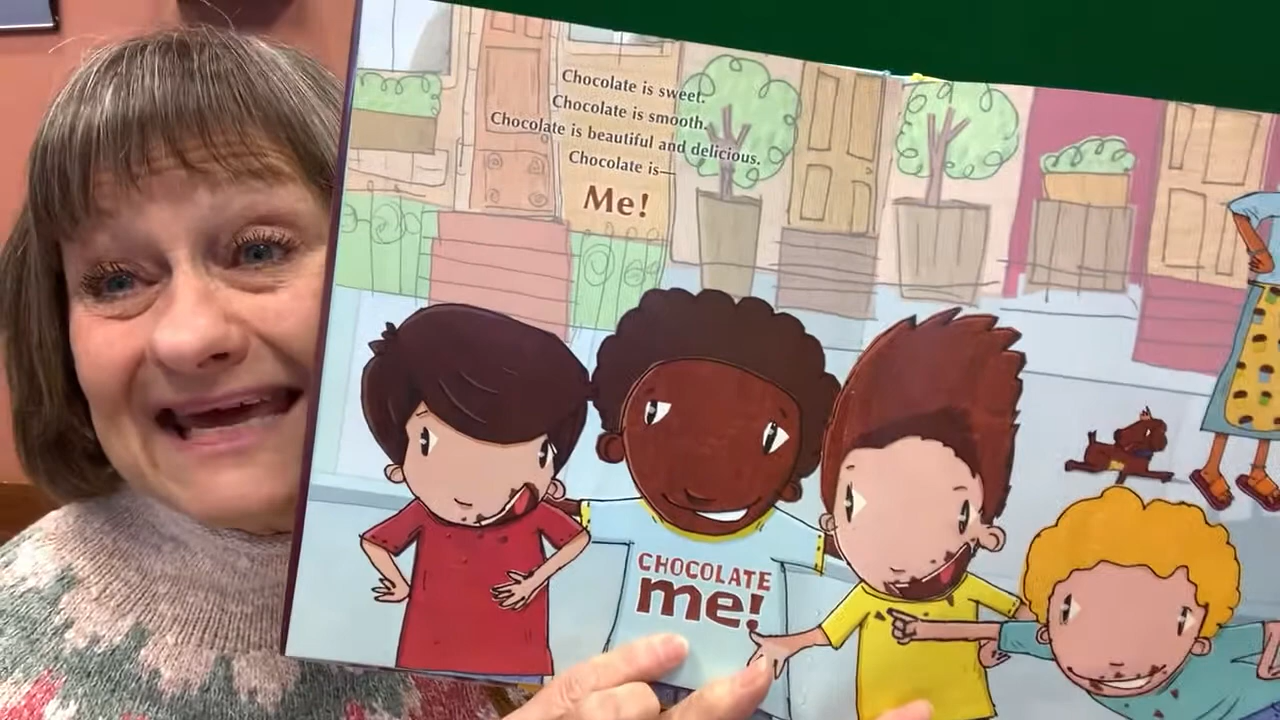 Chocolate is sweet.
Chocolate is smooth.
Chocolate is beautiful and delicious.
Chocolate is—
Me!
CHOCOLATE
me!